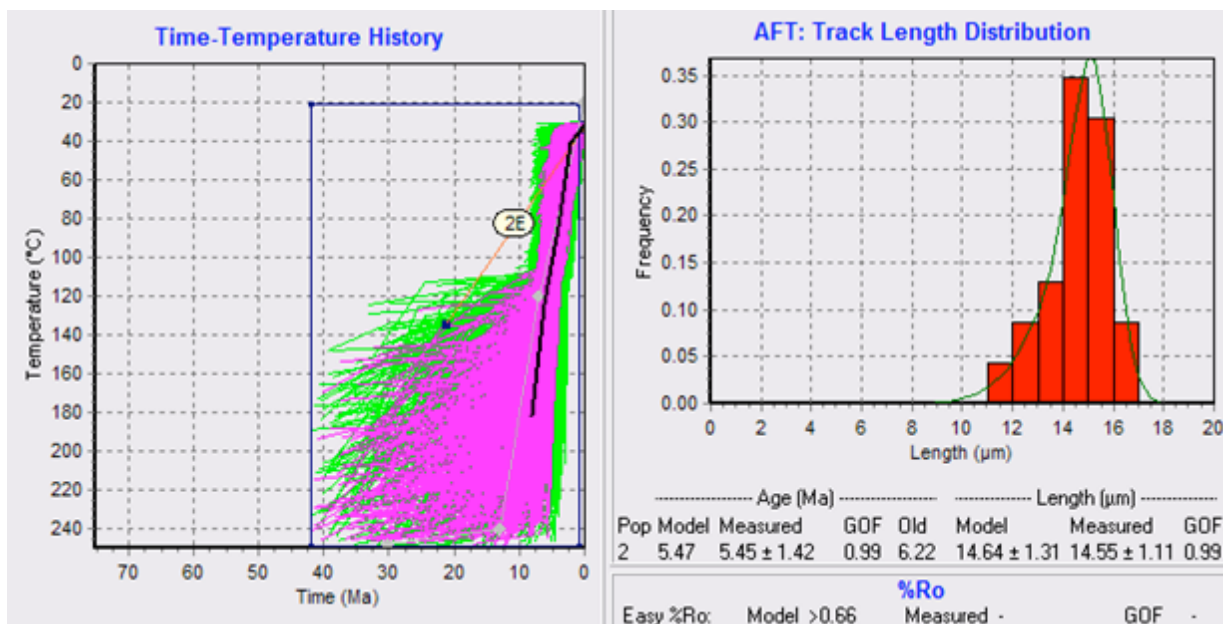 Time-Temperature History
0
20
40
60
80
100
120
140
160
180
200
220
240
Temperature (°C)
2E
70 60 50 40 30 20 10 0
Time (Ma)
AFT: Track Length Distribution
0.35
0.30
0.25
0.20
0.15
0.10
0.05
0.00
Frequency
0 2 4 6 8 10 12 14 16 18 20
Length (µm)
Age (Ma) Length (µm)
Pop Model Measured GOF Old Model Measured GOF
2 5.47 5.45 ± 1.42 0.99 6.22 14.64 ± 1.31 14.55 ± 1.11 0.99
%Ro
Easy %Ro: Model >0.66 Measured - GOF -